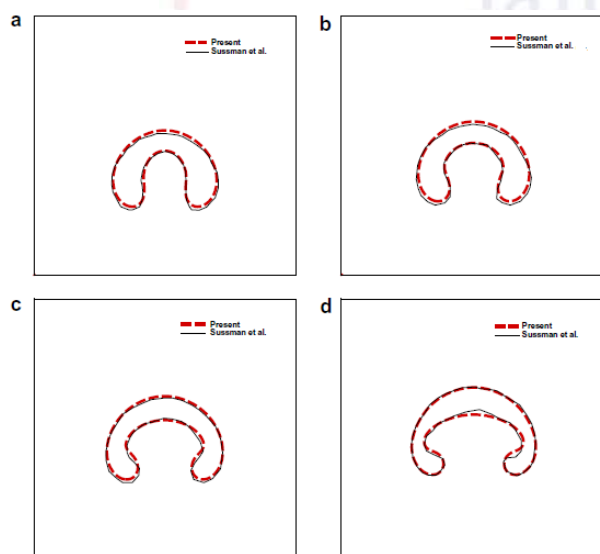 a
Present
Sussman et al.
b
Present
Sussman et al.
c
Present
Sussman et al.
d
Present
Sussman et al.